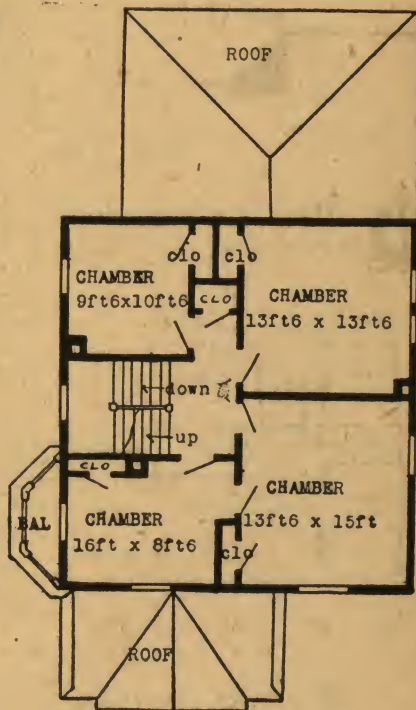 ROOF
clo
clo
CHAMBER
9ft6x10ft6
CLO
CHAMBER
13ft6 x 13ft6
down
up
CLO
BAL
CHAMBER
16ft x 8ft6
CHAMBER
13ft6 x 15ft
clo
ROOF